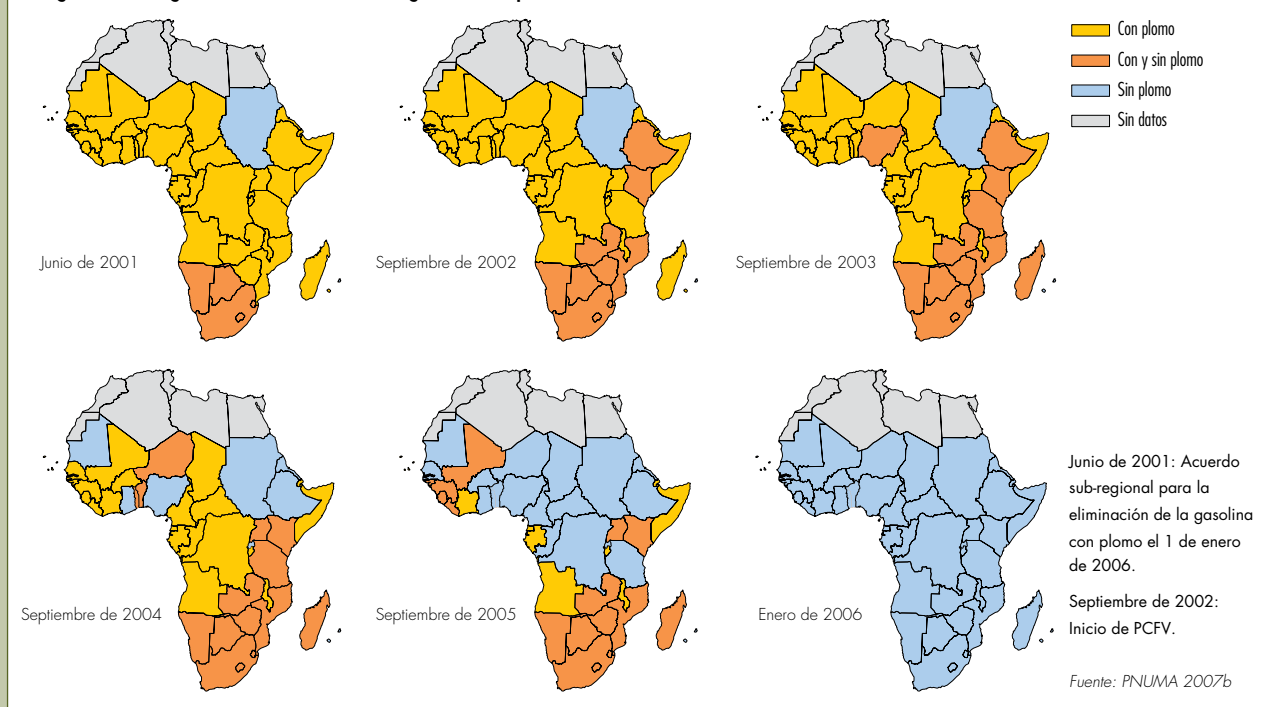 Con plomo
Con y sin plomo
Sin plomo
Sin datos
Junio de 2001
Septiembre de 2002
Septiembre de 2003
Septiembre de 2004
Septiembre de 2005
Enero de 2006
Junio de 2001: Acuerdo
sub-regional para la
eliminación de la gasolina
con plomo el 1 de enero
de 2006.
Septiembre de 2002:
Inicio de PCFV.
Fuente: PNUMA 2007b